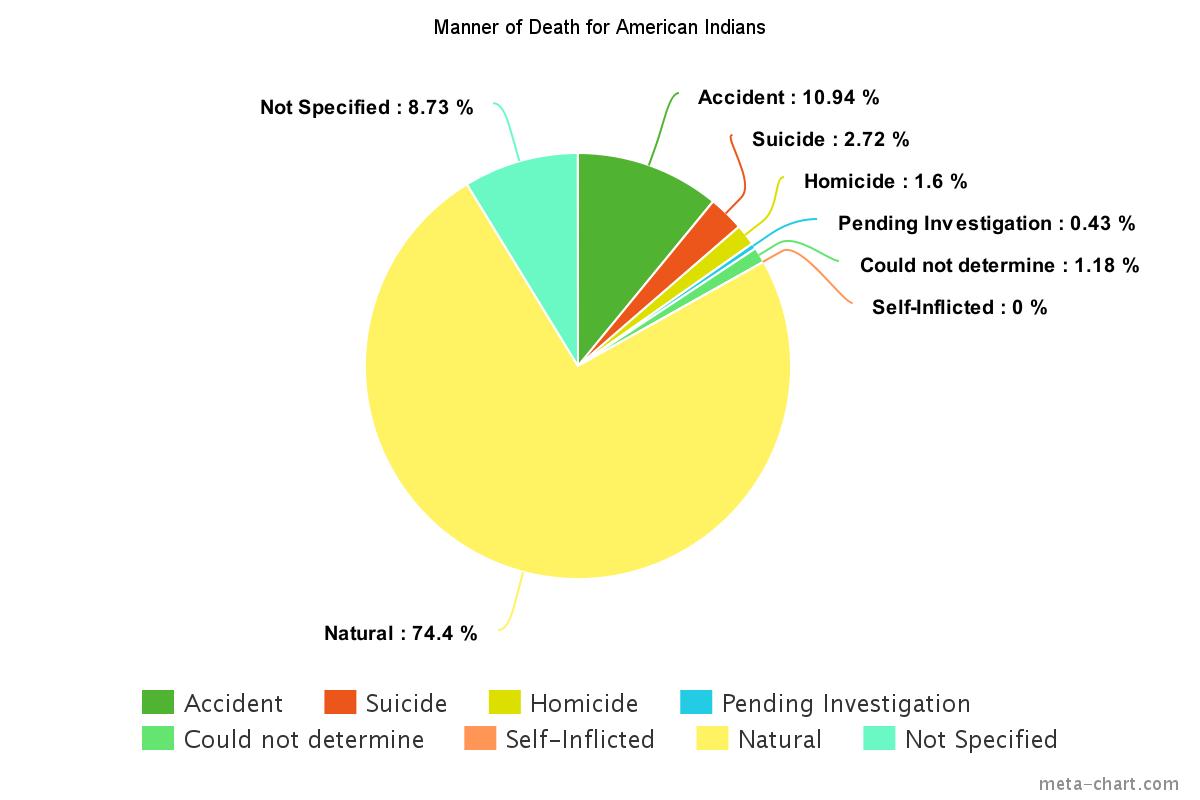 Manner of Death for American Indians
Not Specified : 8.73 %
Accident : 10.94 %
Suicide : 2.72 %
Homicide : 1.6 %
Pending Investigation : 0.43 %
Could not determine : 1.18 %
Self-Inflicted : 0 %
Natural : 74.4 %
Accident Suicide Homicide Pending Investigation
Could not determine Self-Inflicted Natural Not Specified
meta-chart.com